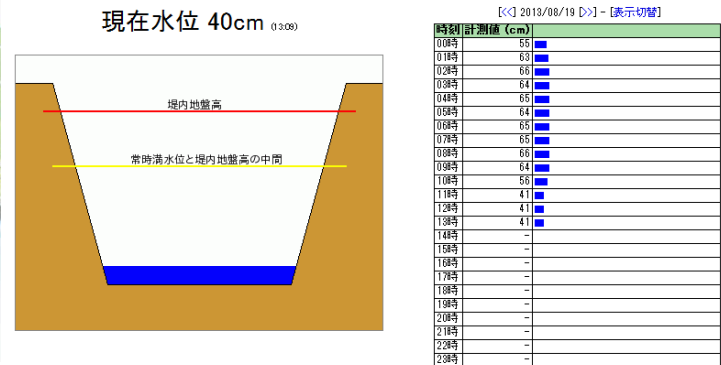 現在水位 40cm (13:09)
堤内地盤高
常時満水位と堤内地盤高の中間
[<<] 2013/08/19 [>>] - [表示切替]
時刻 計測値 (cm)
00時 55
01時 63
02時 66
03時 64
04時 65
05時 64
06時 65
07時 65
08時 66
09時 64
10時 56
11時 41
12時 41
13時 41
14時 -
15時 -
16時 -
17時 -
18時 -
19時 -
20時 -
21時 -
22時 -
23時 -